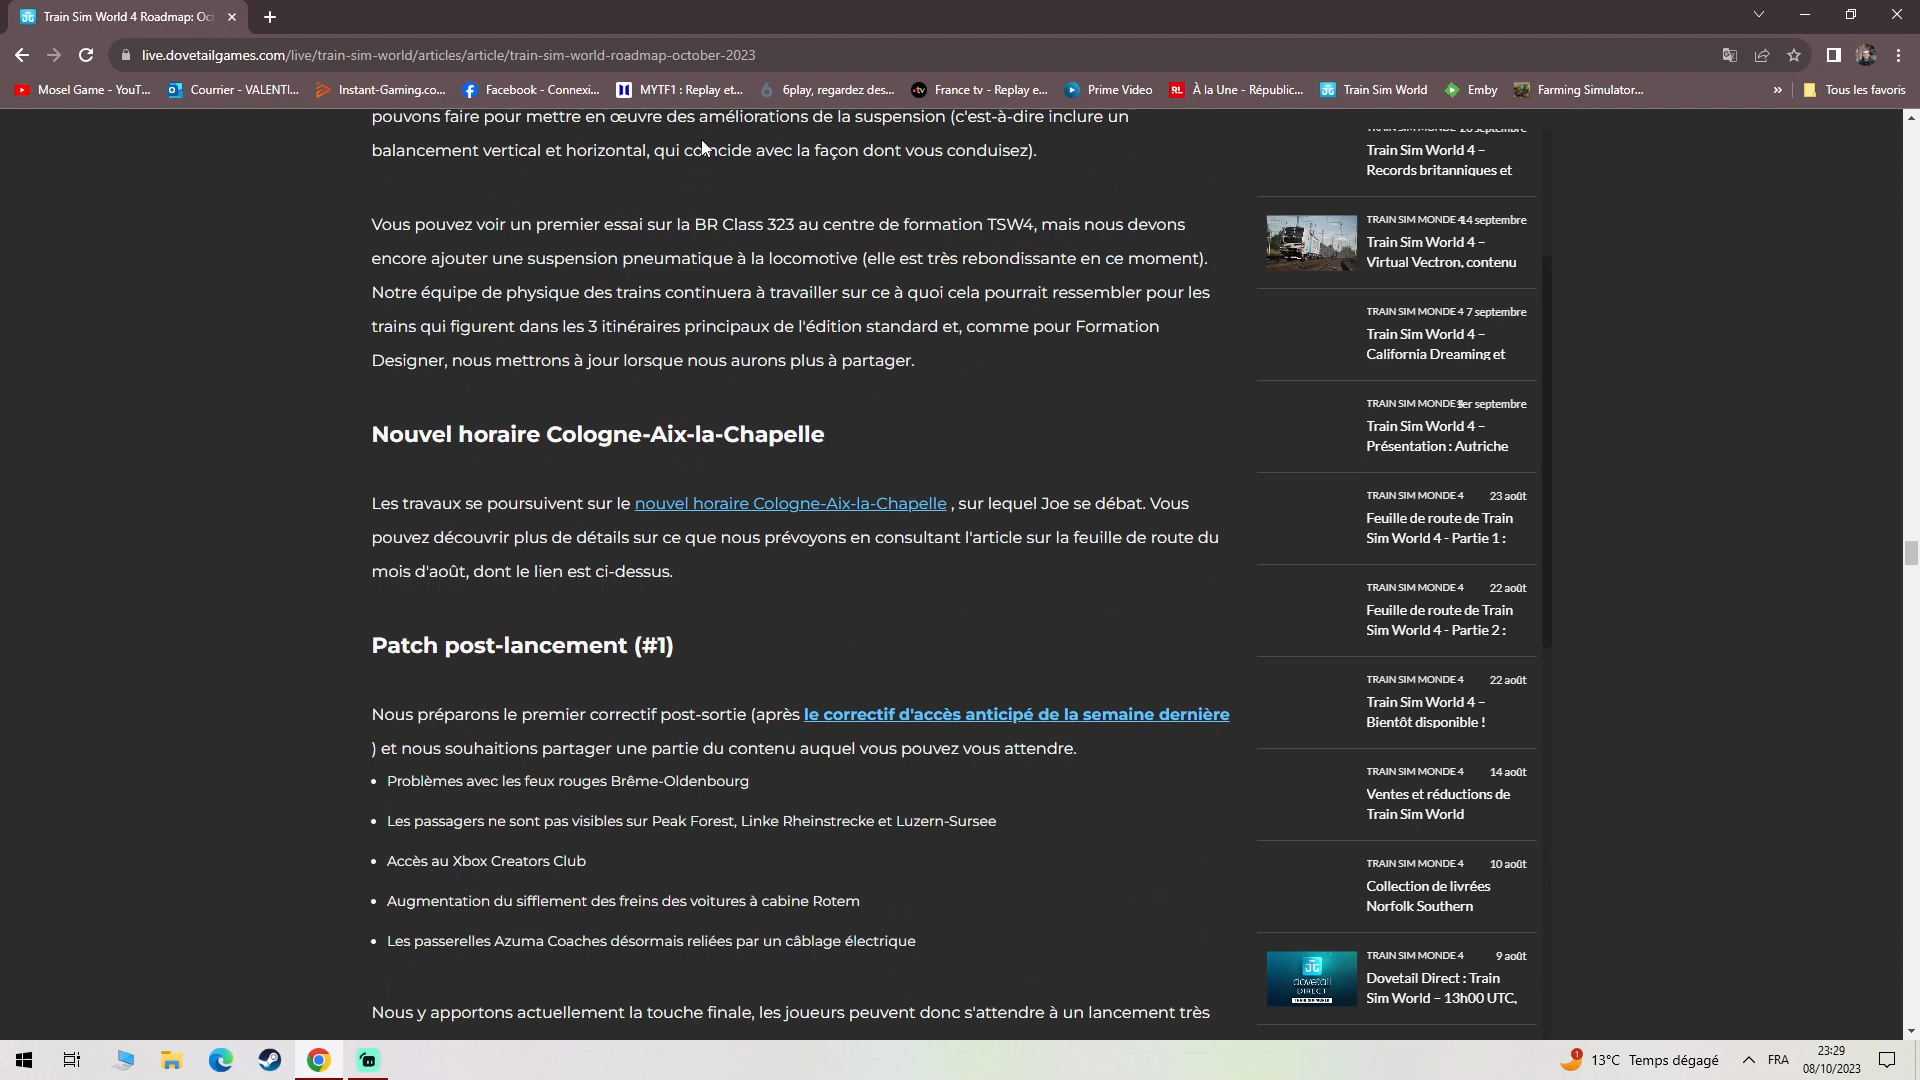 Train Sim World 4 Roadmap: Oct
live.dovetailgames.com/live/train-sim-world/articles/article/train-sim-world-roadmap-october-2023
Mosel Game - YouT... Courrier - VALENTI... Instant-Gaming.co... Facebook - Connexi... MYTF1 : Replay et... 6play, regardez des... France tv - Replay e... Prime Video À la Une - Républic... Train Sim World Emby Farming Simulator... » Tous les favoris
pouvons faire pour mettre en œuvre des améliorations de la suspension (c'est-à-dire inclure un
balancement vertical et horizontal, qui coïncide avec la façon dont vous conduisez).
Vous pouvez voir un premier essai sur la BR Class 323 au centre de formation TSW4, mais nous devons
encore ajouter une suspension pneumatique à la locomotive (elle est très rebondissante en ce moment).
Notre équipe de physique des trains continuera à travailler sur ce à quoi cela pourrait ressembler pour les
trains qui figurent dans les 3 itinéraires principaux de l'édition standard et, comme pour Formation
Designer, nous mettrons à jour lorsque nous aurons plus à partager.
Nouvel horaire Cologne-Aix-la-Chapelle
Les travaux se poursuivent sur le nouvel horaire Cologne-Aix-la-Chapelle , sur lequel Joe se débat. Vous
pouvez découvrir plus de détails sur ce que nous prévoyons en consultant l'article sur la feuille de route du
mois d'août, dont le lien est ci-dessus.
Patch post-lancement (#1)
Nous préparons le premier correctif post-sortie (après le correctif d'accès anticipé de la semaine dernière
) et nous souhaitions partager une partie du contenu auquel vous pouvez vous attendre.
• Problèmes avec les feux rouges Brême-Oldenbourg
• Les passagers ne sont pas visibles sur Peak Forest, Linke Rheinstrecke et Luzern-Sursee
• Accès au Xbox Creators Club
• Augmentation du sifflement des freins des voitures à cabine Rotem
• Les passerelles Azuma Coaches désormais reliées par un câblage électrique
Nous y apportons actuellement la touche finale, les joueurs peuvent donc s'attendre à un lancement très
TRAIN SIM MONDE 4 septembre
Train Sim World 4 –
Records britanniques et
TRAIN SIM MONDE 4 14 septembre
Train Sim World 4 –
Virtual Vectron, contenu
TRAIN SIM MONDE 4 7 septembre
Train Sim World 4 –
California Dreaming et
TRAIN SIM MONDE 4 1er septembre
Train Sim World 4 –
Présentation : Autriche
TRAIN SIM MONDE 4 23 août
Feuille de route de Train
Sim World 4 - Partie 1 :
TRAIN SIM MONDE 4 22 août
Feuille de route de Train
Sim World 4 - Partie 2 :
TRAIN SIM MONDE 4 22 août
Train Sim World 4 –
Bientôt disponible !
TRAIN SIM MONDE 4 14 août
Ventes et réductions de
Train Sim World
TRAIN SIM MONDE 4 10 août
Collection de livrées
Norfolk Southern
TRAIN SIM MONDE 4 9 août
dovetail
DIRECT
Dovetail Direct : Train
Sim World – 13h00 UTC,
1 13°C Temps dégagé FRA 23:29
08/10/2023